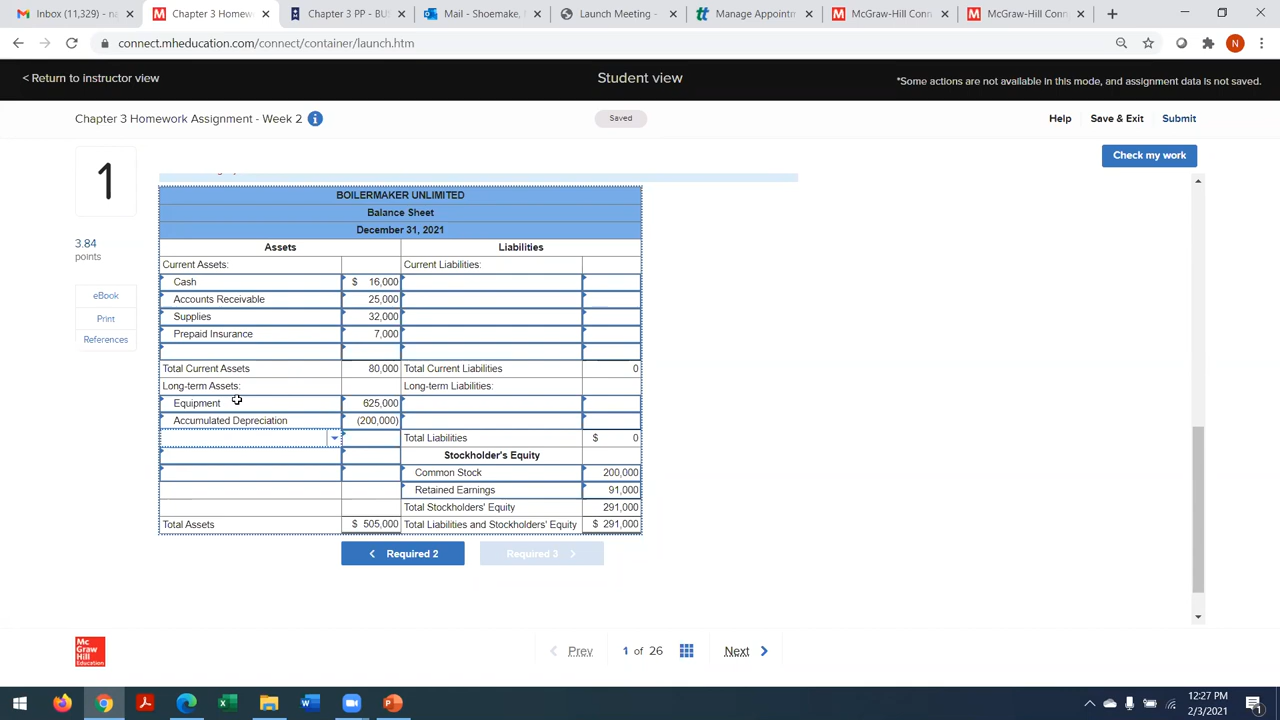 Inbox (11,329) - na
Chapter 3 Homew
Chapter 3 PP - BUS
Mail - Shoemake,
Launch Meeting -
Manage Appointm
McGraw-Hill Conn
McGraw-Hill Conn
connect.mheducation.com/connect/container/launch.htm
N
< Return to instructor view
Student view
*Some actions are not available in this mode, and assignment data is not saved.
Chapter 3 Homework Assignment - Week 2
Saved
Help
Save & Exit
Submit
Check my work
1
3.84
points
eBook
Print
References
BOILERMAKER UNLIMITED
Balance Sheet
December 31, 2021
Assets Liabilities
Current Assets: Current Liabilities:
Cash $ 16,000
Accounts Receivable 25,000
Supplies 32,000
Prepaid Insurance 7,000
Total Current Assets 80,000 Total Current Liabilities 0
Long-term Assets: Long-term Liabilities:
Equipment 625,000
Accumulated Depreciation (200,000)
Total Liabilities $ 0
Stockholder's Equity
Common Stock 200,000
Retained Earnings 91,000
Total Stockholders' Equity 291,000
Total Assets $ 505,000 Total Liabilities and Stockholders' Equity $ 291,000
< Required 2
Required 3 >
Mc
Graw
Hill
Education
< Prev
1 of 26
Next >
12:27 PM
2/3/2021